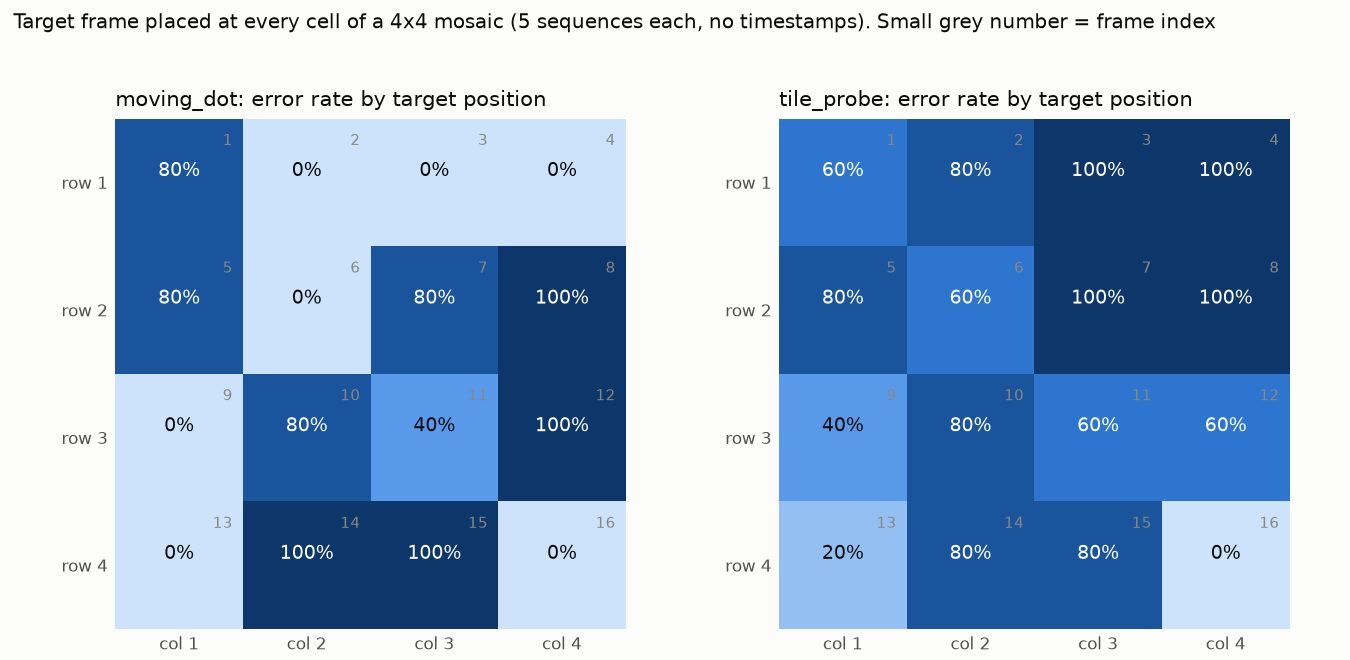 Target frame placed at every cell of a 4x4 mosaic (5 sequences each, no timestamps). Small grey number = frame index
moving_dot: error rate by target position
1 2 3 4
row 1 80% 0% 0% 0%
5 6 7 8
row 2 80% 0% 80% 100%
9 10 11 12
row 3 0% 80% 40% 100%
13 14 15 16
row 4 0% 100% 100% 0%
col 1 col 2 col 3 col 4
tile_probe: error rate by target position
1 2 3 4
row 1 60% 80% 100% 100%
5 6 7 8
row 2 80% 60% 100% 100%
9 10 11 12
row 3 40% 80% 60% 60%
13 14 15 16
row 4 20% 80% 80% 0%
col 1 col 2 col 3 col 4